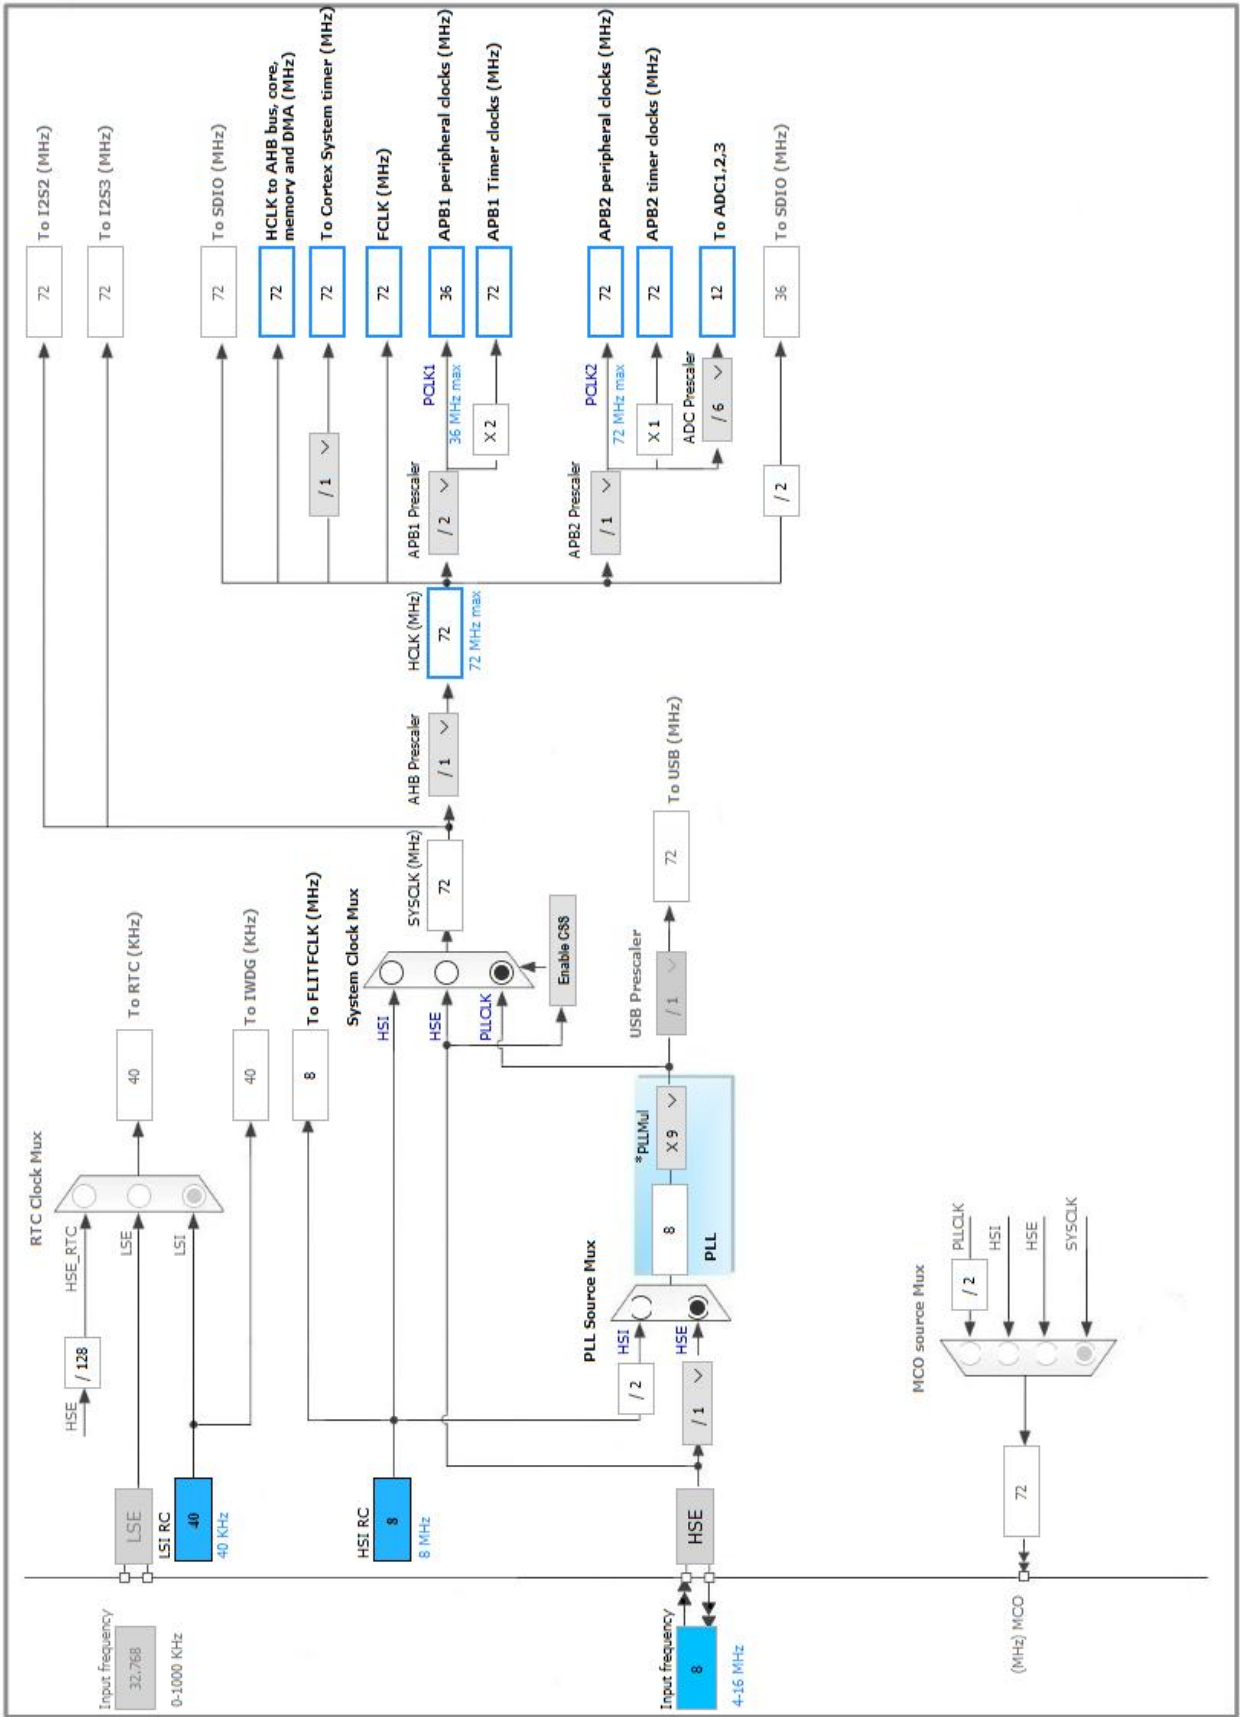 RTC Clock Mux
HSE
/ 128
HSE_RTC
Input frequency
32.768
0-1000 KHz
LSE
LSE
40
To RTC (KHz)
LSI RC
40
40 KHz
LSI
40
To IWDG (KHz)
8
To FLITFCLK (MHz)
HSI RC
8
8 MHz
System Clock Mux
HSI
HSE
PLLCLK
Enable CSS
SYSCLK (MHz)
72
AHB Prescaler
/ 1
HCLK (MHz)
72
72 MHz max
72
To I2S2 (MHz)
72
To I2S3 (MHz)
72
To SDIO (MHz)
72
HCLK to AHB bus, core,
memory and DMA (MHz)
/ 1
72
To Cortex System timer (MHz)
72
FCLK (MHz)
APB1 Prescaler
/ 2
PCLK1
36 MHz max
36
APB1 peripheral clocks (MHz)
X 2
72
APB1 Timer clocks (MHz)
APB2 Prescaler
/ 1
PCLK2
72 MHz max
72
APB2 peripheral clocks (MHz)
X 1
72
APB2 timer clocks (MHz)
ADC Prescaler
/ 6
12
To ADC1,2,3
/ 2
36
To SDIO (MHz)
PLL Source Mux
/ 2
HSI
Input frequency
8
4-16 MHz
HSE
/ 1
HSE
8
*PLLMul
X 9
PLL
USB Prescaler
/ 1
72
To USB (MHz)
MCO source Mux
(MHz) MCO
72
/ 2
PLLCLK
HSI
HSE
SYSCLK